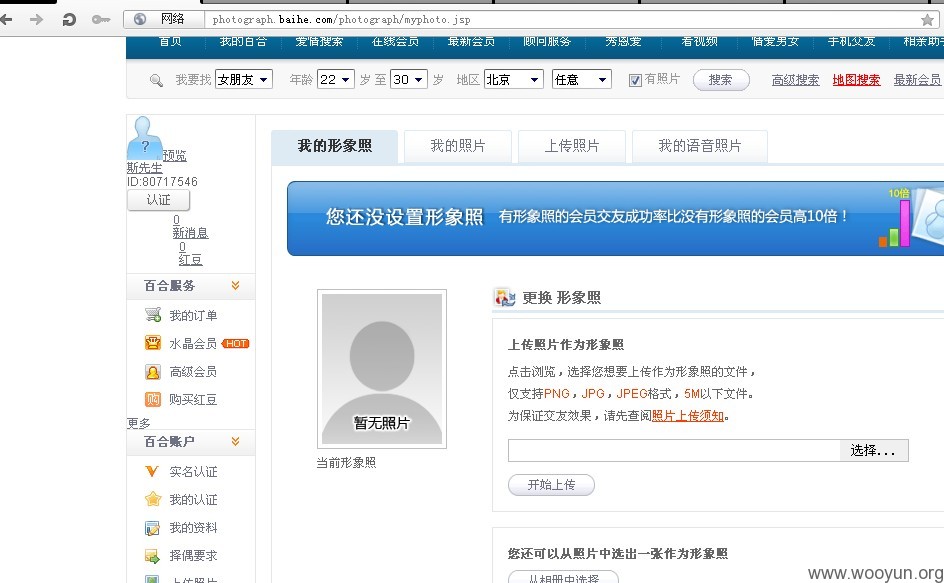 网络 photograph.baihe.com/photograph/myphoto.jsp
首页 我的百合 爱情搜索 在线会员 最新会员 顾问服务 秀恩爱 看视频 情爱男女 手机交友 相亲助手
我要找 女朋友 年龄 22 岁 至 30 岁 地区 北京 任意 有照片 搜索 高级搜索 地图搜索 最新会员
? 预览
斯先生
ID:80717546
认证
0
新消息
0
红豆
百合服务
我的订单
水晶会员 HOT
高级会员
购买红豆
更多
百合账户
实名认证
我的认证
我的资料
择偶要求
上传照片
我的形象照 我的照片 上传照片 我的语音照片
您还没设置形象照 有形象照的会员交友成功率比没有形象照的会员高10倍！
10倍
暂无照片
当前形象照
更换 形象照
上传照片作为形象照
点击浏览，选择您想要上传作为形象照的文件，
仅支持PNG，JPG，JPEG格式，5M以下文件。
为保证交友效果，请先查阅照片上传须知。
选择...
开始上传
您还可以从照片中选出一张作为形象照
从相册中选择
www.wooyun.org